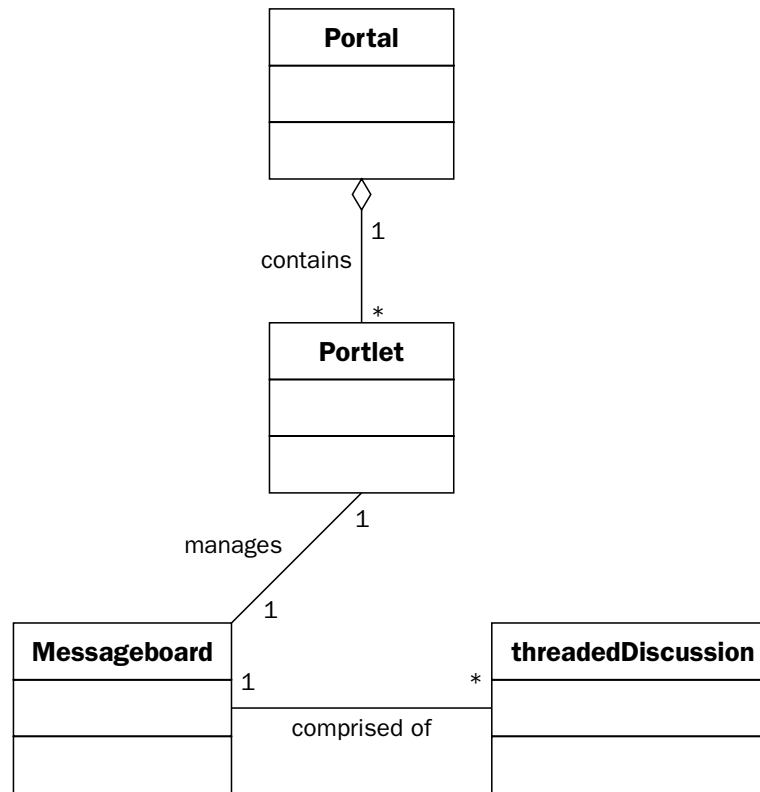 Portal
1
contains
*
Portlet
1
manages
1
Messageboard
threadedDiscussion
1
*
comprised of